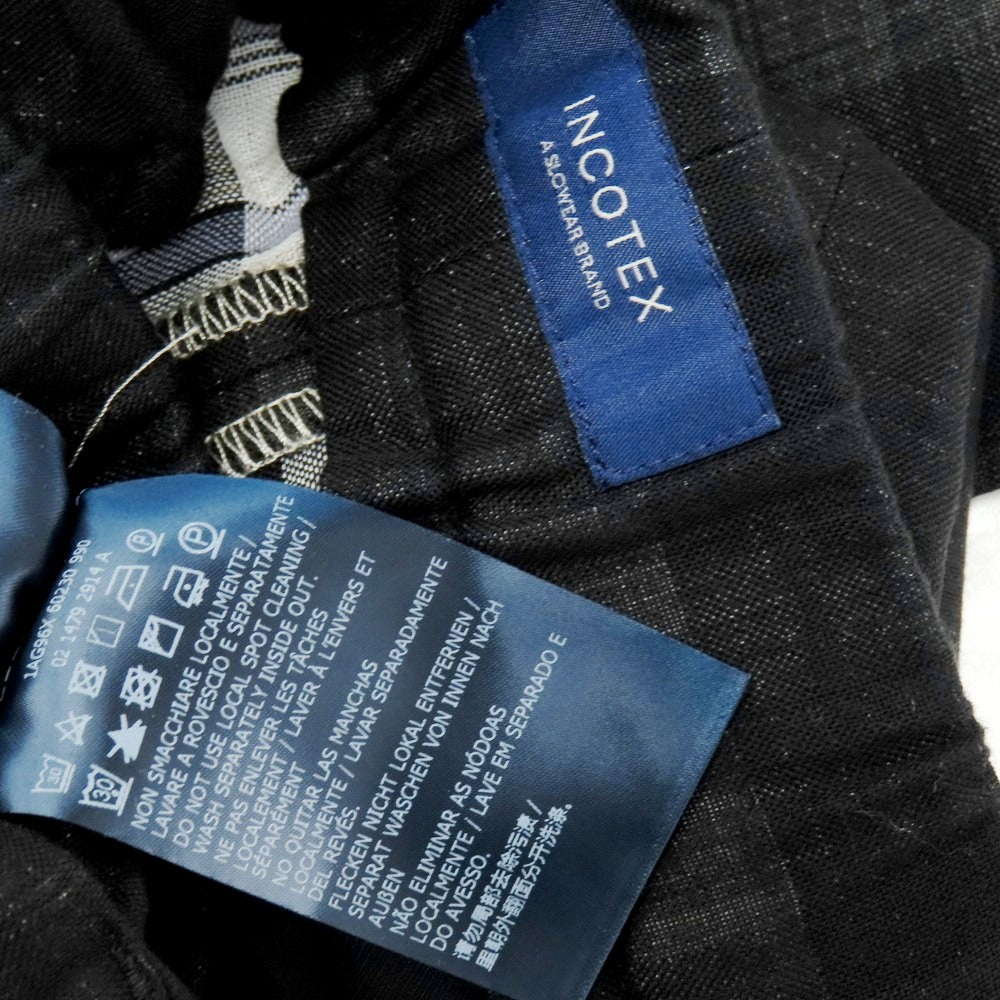 INCOTEX
A SLOWEAR BRAND
1AG96X 60230 990
02 1479 2914 A
30
P
30
P
NON SMACCHIARE LOCALMENTE /
LAVARE A ROVESCIO E SEPARATAMENTE
DO NOT USE LOCAL SPOT CLEANING /
WASH SEPARATELY INSIDE OUT.
NE PAS ENLEVER LES TÂCHES
LOCALEMENT / LAVER À L'ENVERS ET
SÉPARÉMENT
NO QUITAR LAS MANCHAS
LOCALMENTE / LAVAR SEPARADAMENTE
DEL REVÉS.
FLECKEN NICHT LOKAL ENTFERNEN /
SEPARAT WASCHEN VON INNEN NACH
AUßEN
NÃO ELIMINAR AS NÓDOAS
LOCALMENTE / LAVE EM SEPARADO E
DO AVESSO.
请勿局部去除污渍/
里朝外翻面分开洗涤.